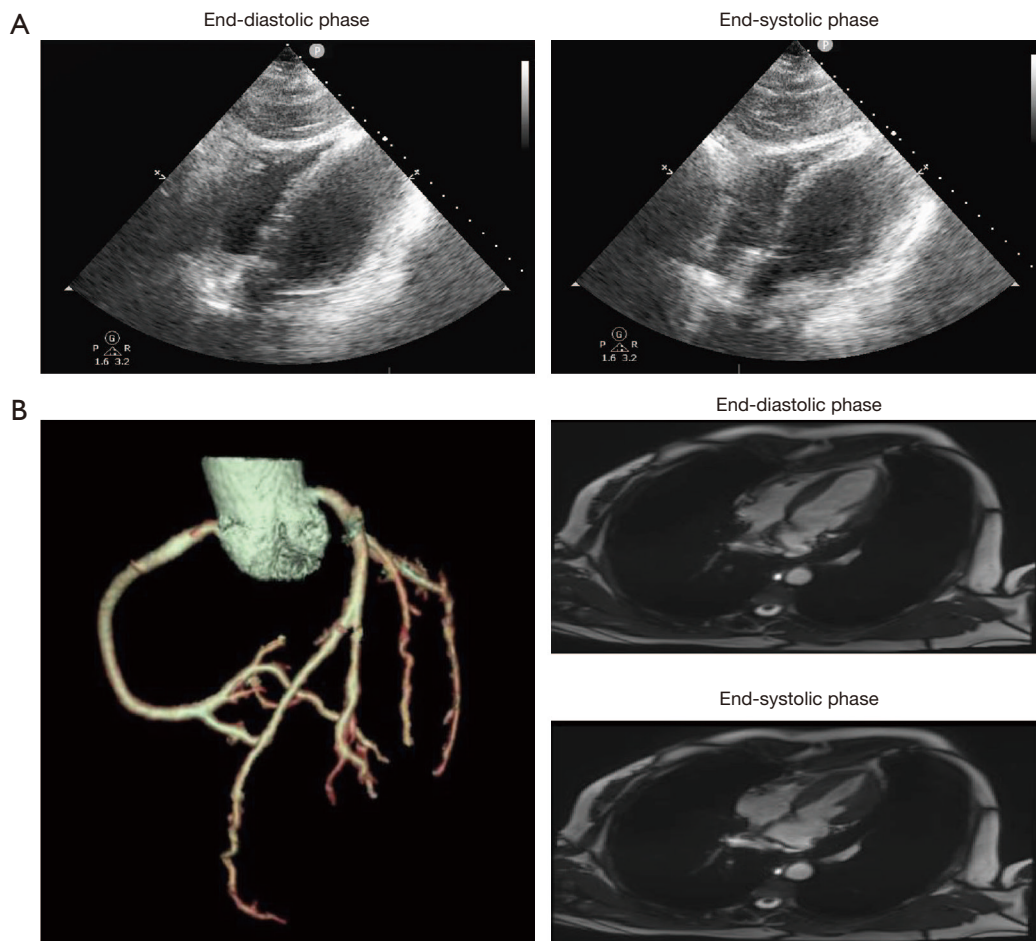 A
End-diastolic phase
End-systolic phase
P
P
G
P R
1.6 3.2
G
P R
1.6 3.2
B
End-diastolic phase
End-systolic phase